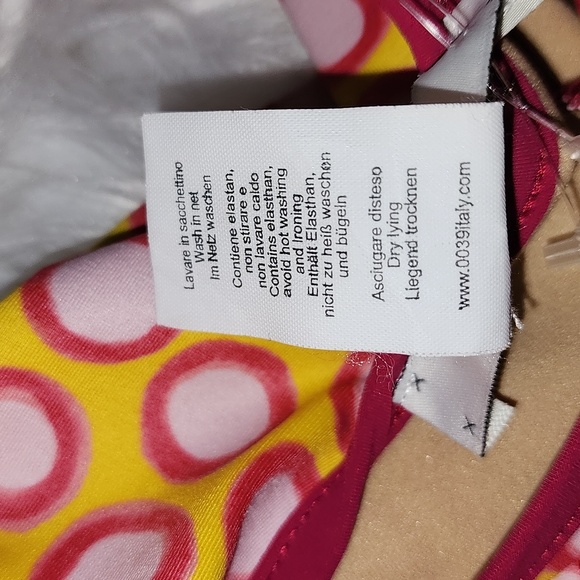 Lavare in sacchettino
Wash in net
Im Netz waschen
Contiene elastan,
non stirare e
non lavare caldo
Contains elasthan,
avoid hot washing
and Ironing
Enthält Elasthan,
nicht zu heiß waschen
und bügeln
Asciugare disteso
Dry lying
Liegend trocknen
www.0039italy.com